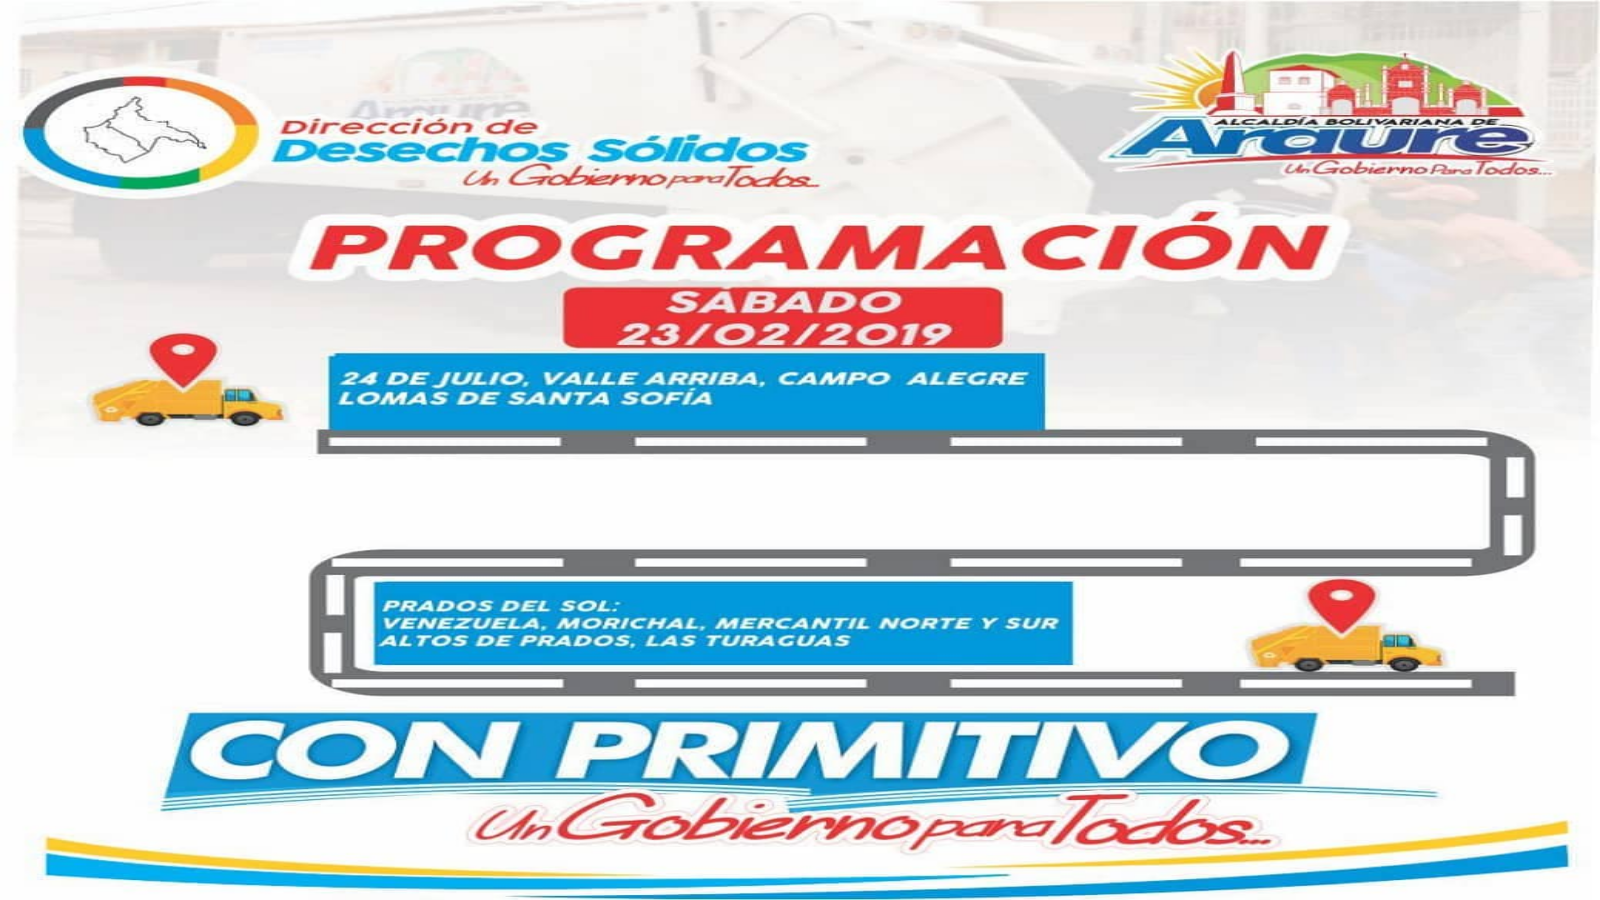 Dirección de
Desechos Sólidos
Un Gobierno para Todos...
ALCALDÍA BOLIVARIANA DE
Araure
Un Gobierno Para Todos...
Araure
PROGRAMACIÓN
SÁBADO
23/02/2019
24 DE JULIO, VALLE ARRIBA, CAMPO ALEGRE
LOMAS DE SANTA SOFÍA
PRADOS DEL SOL:
VENEZUELA, MORICHAL, MERCANTIL NORTE Y SUR
ALTOS DE PRADOS, LAS TURAGUAS
CON PRIMITIVO
Un Gobierno para Todos...